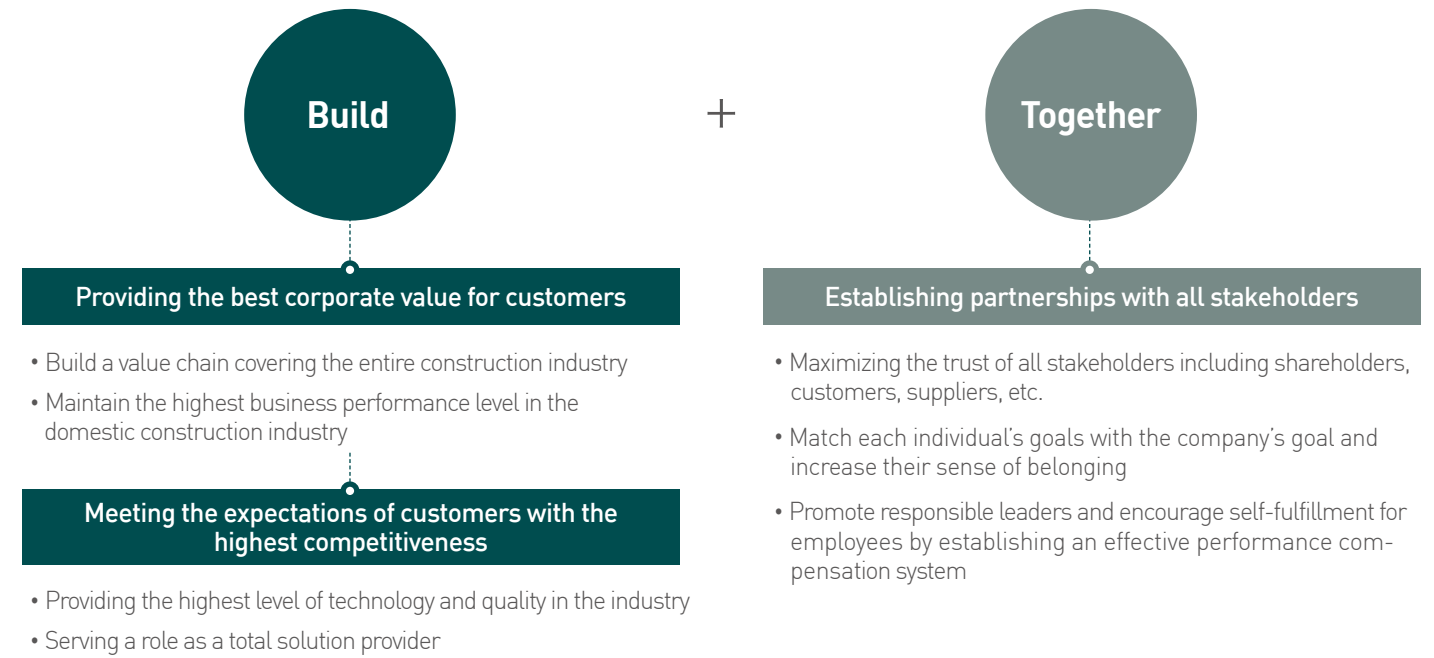 Build
+
Together
Providing the best corporate value for customers
• Build a value chain covering the entire construction industry
• Maintain the highest business performance level in the
domestic construction industry
Meeting the expectations of customers with the
highest competitiveness
• Providing the highest level of technology and quality in the industry
• Serving a role as a total solution provider
Establishing partnerships with all stakeholders
• Maximizing the trust of all stakeholders including shareholders,
customers, suppliers, etc.
• Match each individual's goals with the company's goal and
increase their sense of belonging
• Promote responsible leaders and encourage self-fulfillment for
employees by establishing an effective performance com-
pensation system